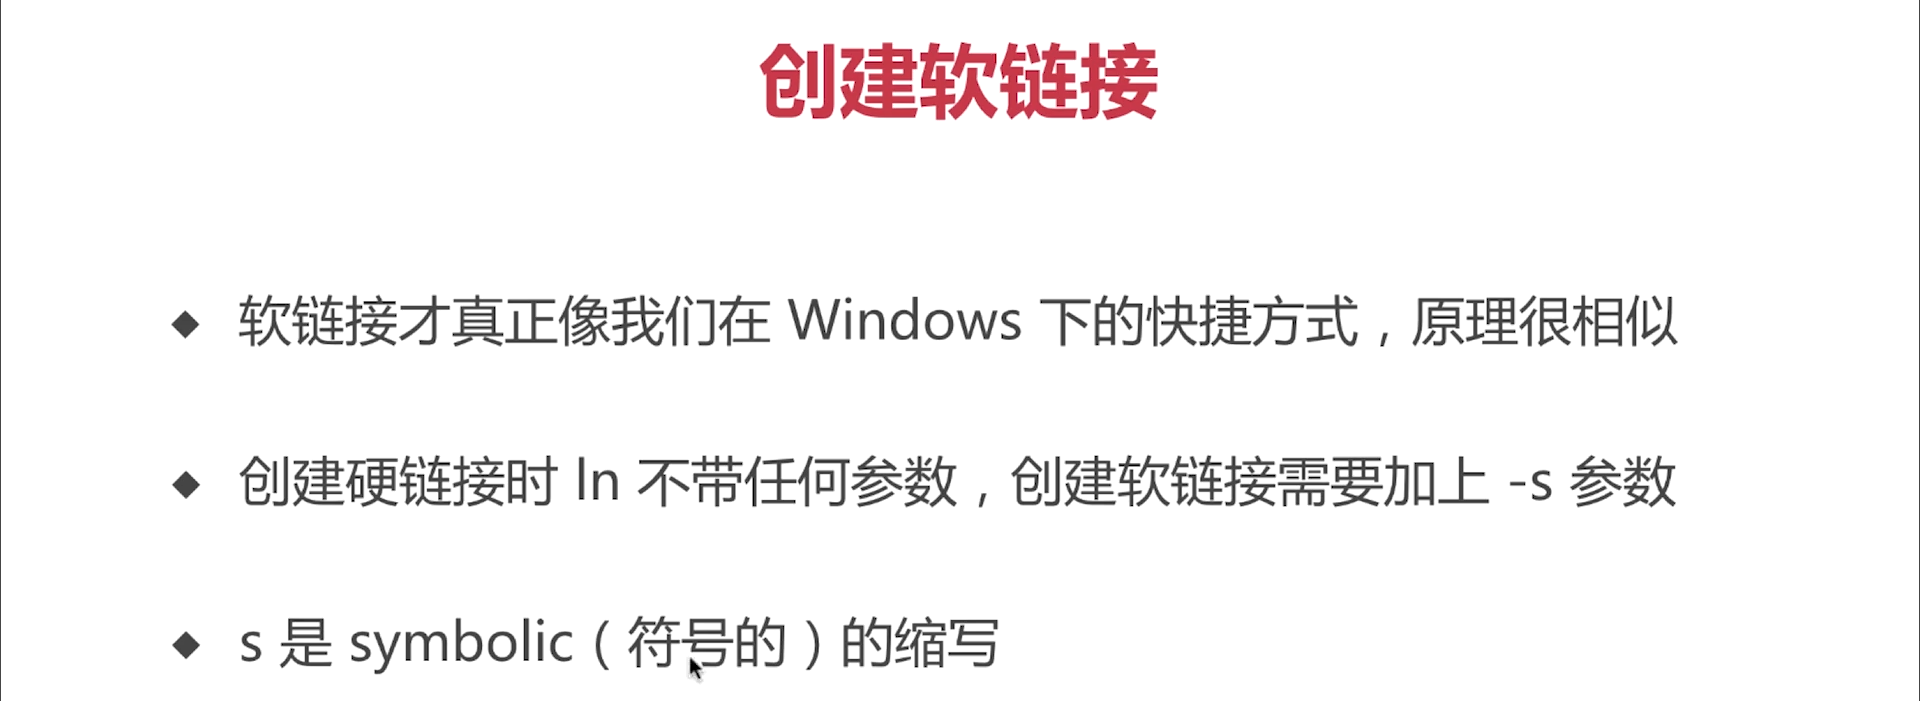 创建软链接
◆ 软链接才真正像我们在 Windows 下的快捷方式，原理很相似
◆ 创建硬链接时 ln 不带任何参数，创建软链接需要加上 -s 参数
◆ s 是 symbolic（符号的）的缩写